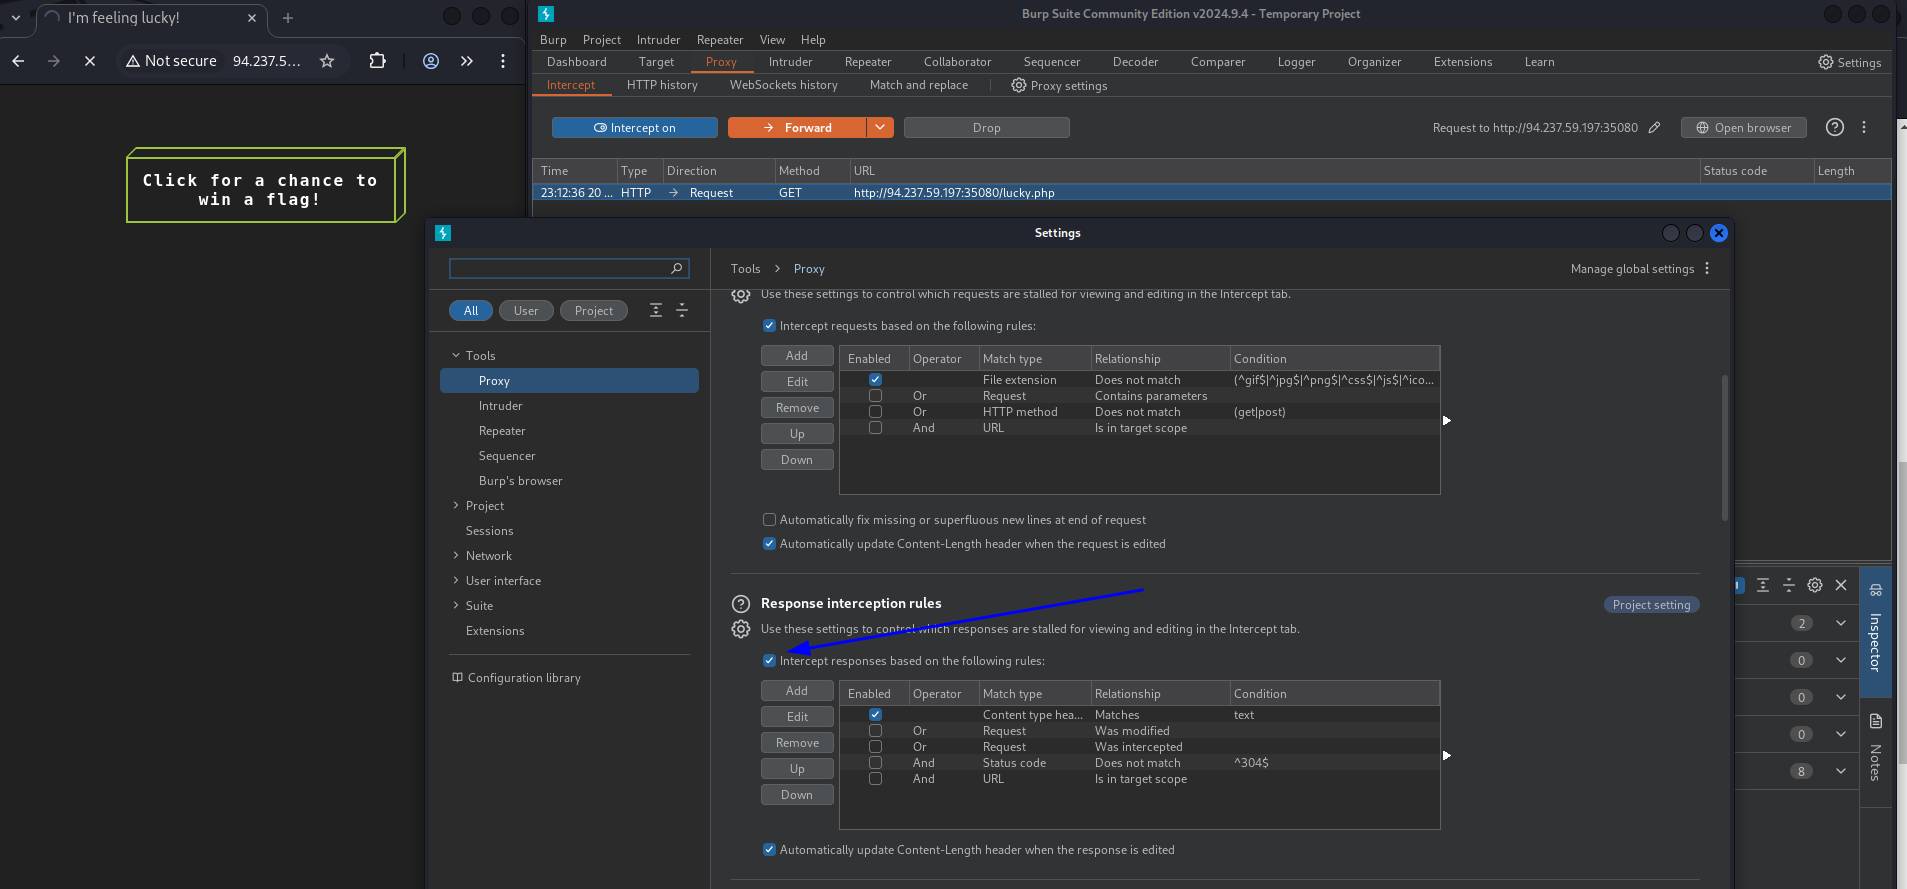 I'm feeling lucky!
Not secure 94.237.5...
Click for a chance to
win a flag!
Burp Suite Community Edition v2024.9.4 - Temporary Project
Burp Project Intruder Repeater View Help
Dashboard Target Proxy Intruder Repeater Collaborator Sequencer Decoder Comparer Logger Organizer Extensions Learn Settings
Intercept HTTP history WebSockets history Match and replace Proxy settings
Intercept on Forward Drop Request to http://94.237.59.197:35080 Open browser
Time Type Direction Method URL Status code Length
23:12:36 20 ... HTTP Request GET http://94.237.59.197:35080/lucky.php
Settings
Tools > Proxy Manage global settings
All User Project
Tools
Proxy
Intruder
Repeater
Sequencer
Burp's browser
Project
Sessions
Network
User interface
Suite
Extensions
Configuration library
Use these settings to control which requests are stalled for viewing and editing in the Intercept tab.
Intercept requests based on the following rules:
Add
Edit
Remove
Up
Down
Enabled Operator Match type Relationship Condition
File extension Does not match (^gif$|^jpg$|^png$|^css$|^js$|^ico...
Or Request Contains parameters
Or HTTP method Does not match (get|post)
And URL Is in target scope
Automatically fix missing or superfluous new lines at end of request
Automatically update Content-Length header when the request is edited
Response interception rules
Project setting
Use these settings to control which responses are stalled for viewing and editing in the Intercept tab.
Intercept responses based on the following rules:
Add
Edit
Remove
Up
Down
Enabled Operator Match type Relationship Condition
Content type hea... Matches text
Or Request Was modified
Or Request Was intercepted
And Status code Does not match ^304$
And URL Is in target scope
Automatically update Content-Length header when the response is edited
2
0
0
0
8
Inspector
Notes